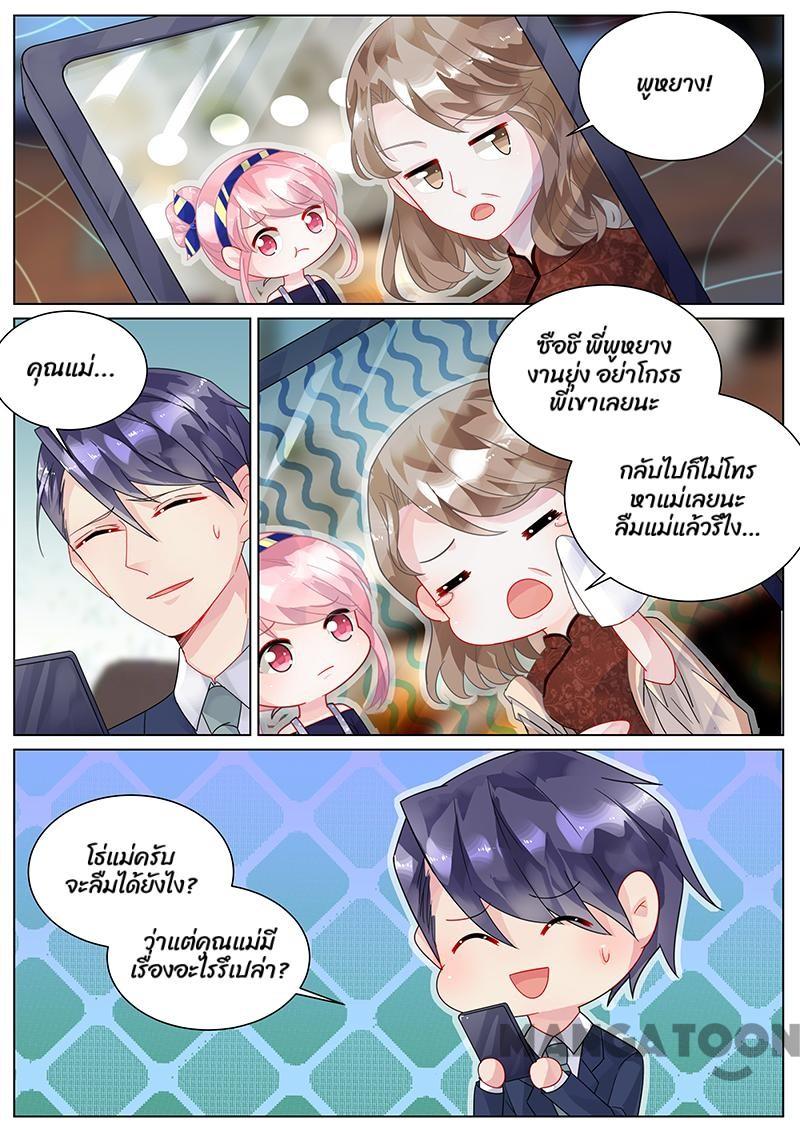 พูหยาง!
คุณแม่...
ซือชี พี่พูหยาง
งานยุ่ง อย่าโกรธ
พี่เขาเลยนะ
กลับไปก็ไม่โทร
หาแม่เลยนะ
ลืมแม่แล้วรึไง...
โธ่แม่ครับ
จะลืมได้ยังไง?
ว่าแต่คุณแม่มี
เรื่องอะไรรึเปล่า?
MANGATOON